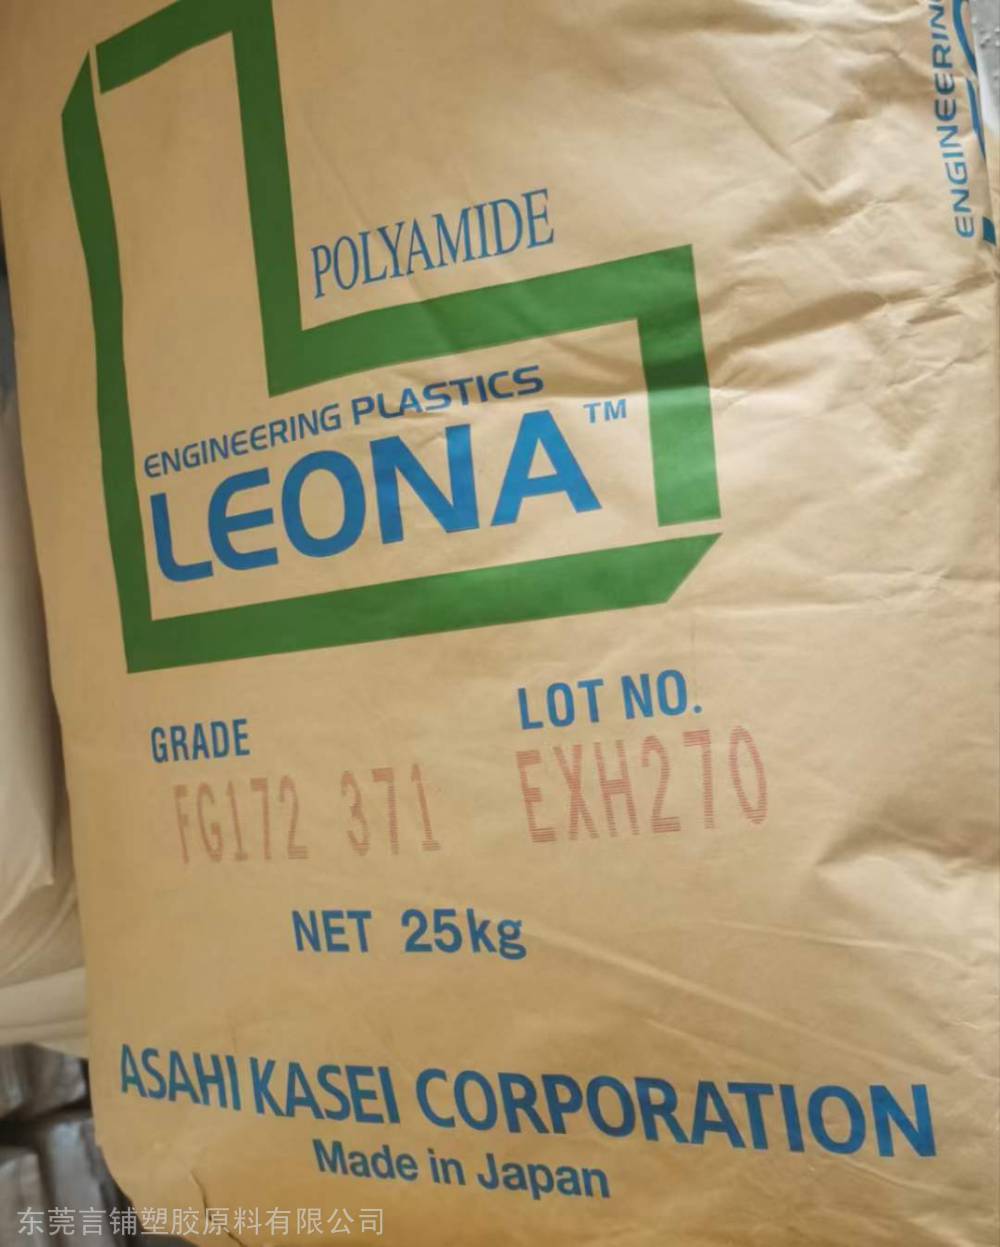 POLYAMIDE
ENGINEERING PLASTICS
LEONA™
GRADE
LOT NO.
FG172 371
EXH270
NET 25kg
ASAHI KASEI CORPORATION
Made in Japan
ENGINEERING
东莞言铺塑胶原料有限公司